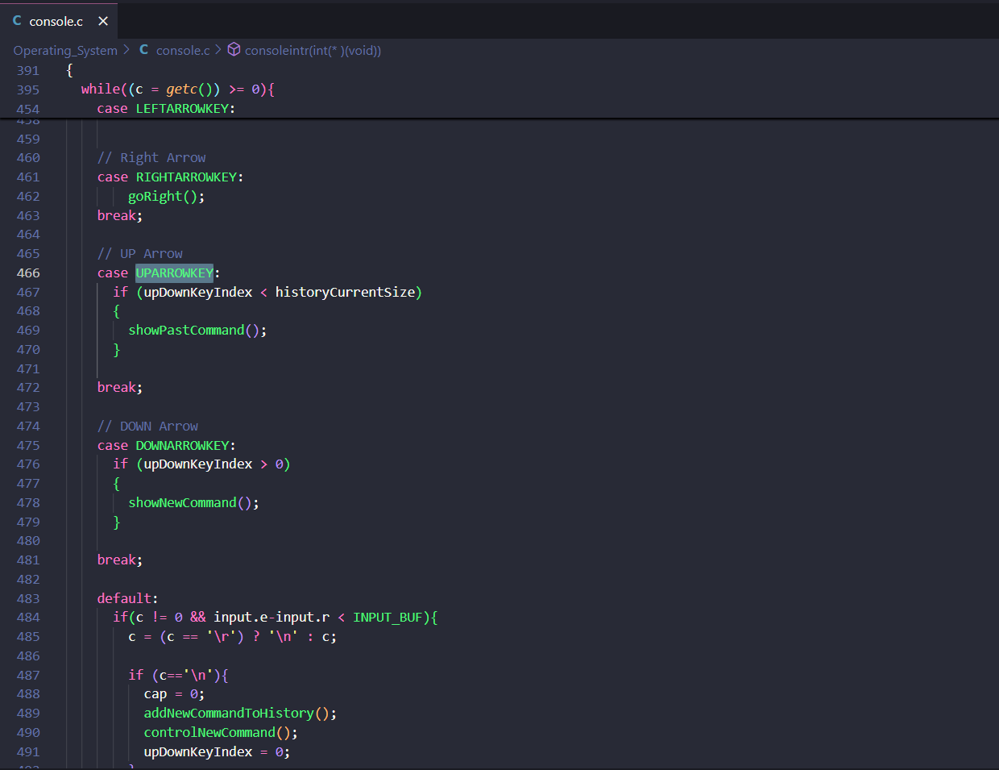 C console.c ×
Operating_System > C console.c > consoleintr(int(* )(void))
391 {
395 while((c = getc()) >= 0){
454 case LEFTARROWKEY:
458
459
460 // Right Arrow
461 case RIGHTARROWKEY:
462 goRight();
463 break;
464
465 // UP Arrow
466 case UPARROWKEY:
467 if (upDownKeyIndex < historyCurrentSize)
468 {
469 showPastCommand();
470 }
471
472 break;
473
474 // DOWN Arrow
475 case DOWNARROWKEY:
476 if (upDownKeyIndex > 0)
477 {
478 showNewCommand();
479 }
480
481 break;
482
483 default:
484 if(c != 0 && input.e-input.r < INPUT_BUF){
485 c = (c == '\r') ? '\n' : c;
486
487 if (c=='\n'){
488 cap = 0;
489 addNewCommandToHistory();
490 controlNewCommand();
491 upDownKeyIndex = 0;